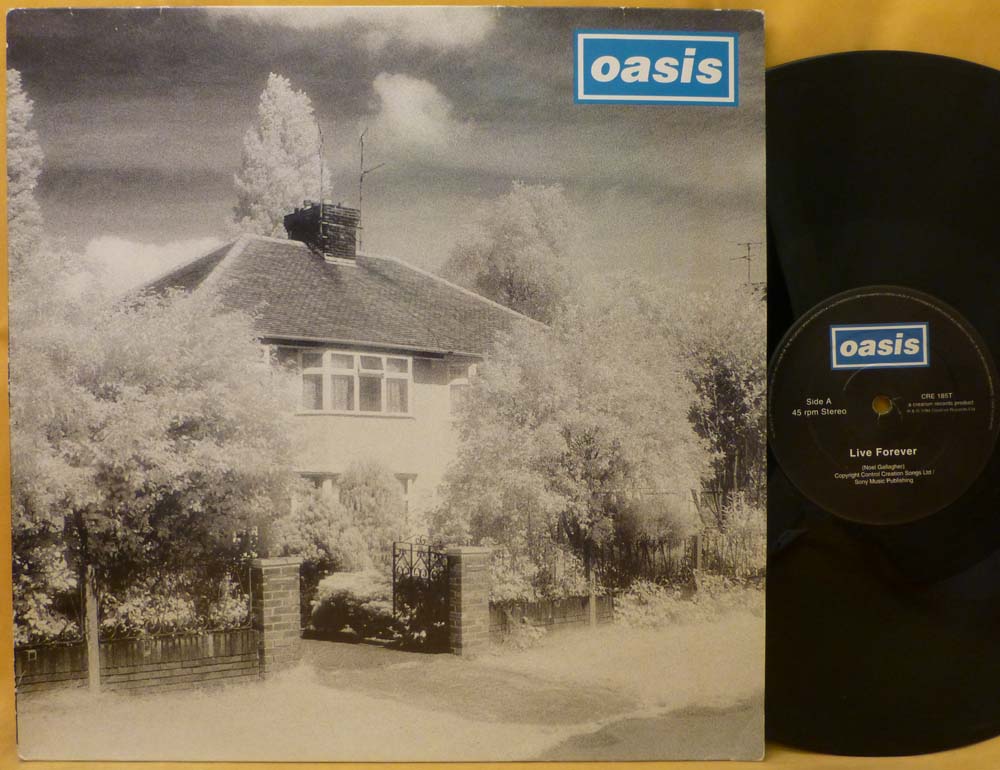 oasis
oasis
Side A
45 rpm Stereo
CRE 185T
a creation records product
Live Forever
(Noel Gallagher)
Copyright Control Creation Songs Ltd /
Sony Music Publishing